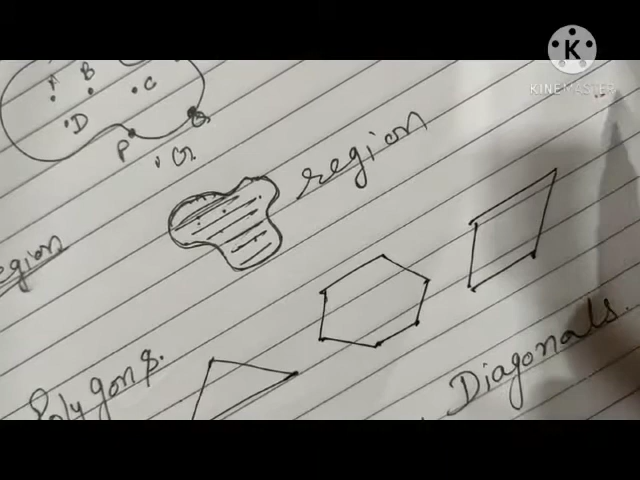 A B C
D
P Q
G
region
egion
Polygons.
Diagonals.
K
KINEMASTER